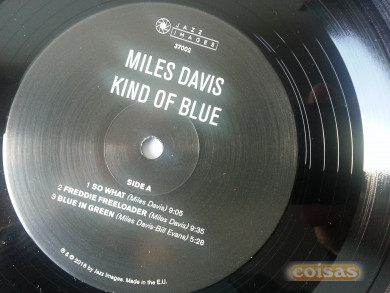 JAZZ
IMAGES
37002
MILES DAVIS
KIND OF BLUE
SIDE A
1 SO WHAT (Miles Davis) 9:05
2 FREDDIE FREELOADER (Miles Davis) 9:35
3 BLUE IN GREEN (Miles Davis-Bill Evans) 5:28
℗ & © 2018 by Jazz Images. Made in the E.U.
coisas